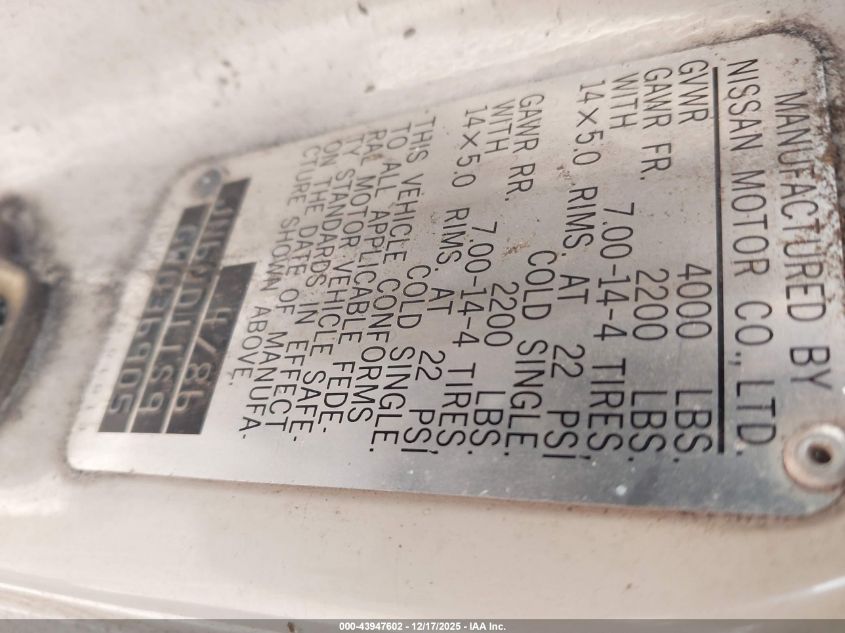 MANUFACTURED BY
NISSAN MOTOR CO., LTD.
GVWR 4000 LBS.
GAWR FR. 2200 LBS.
WITH 7.00-14-4 TIRES,
14×5.0 RIMS, AT 22 PSI
COLD SINGLE.
GAWR RR. 2200 LBS.
WITH 7.00-14-4 TIRES,
14×5.0 RIMS, AT 22 PSI,
COLD SINGLE.
THIS VEHICLE CONFORMS
TO ALL APPLICABLE FEDE-
RAL MOTOR VEHICLE SAFE-
TY STANDARDS IN EFFECT
ON THE DATE OF MANUFA-
CTURE SHOWN ABOVE.
4/86
1N6ND11S9
GW036905
000-43947602 - 12/17/2025 - IAA Inc.